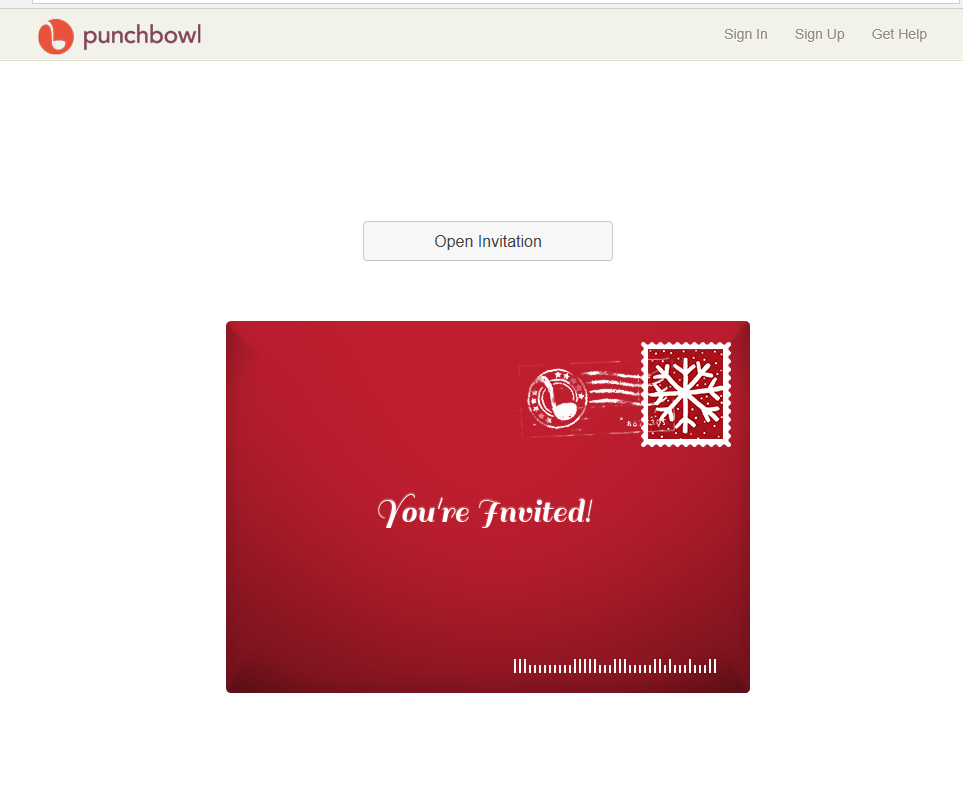 punchbowl
Sign In Sign Up Get Help
Open Invitation
You're Invited!